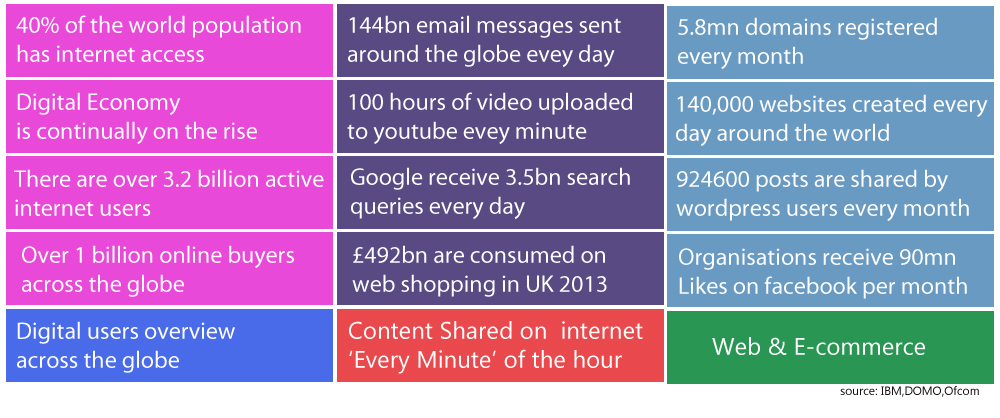 40% of the world population
has internet access
144bn email messages sent
around the globe evey day
5.8mn domains registered
every month
Digital Economy
is continually on the rise
100 hours of video uploaded
to youtube evey minute
140,000 websites created every
day around the world
There are over 3.2 billion active
internet users
Google receive 3.5bn search
queries every day
924600 posts are shared by
wordpress users every month
Over 1 billion online buyers
across the globe
£492bn are consumed on
web shopping in UK 2013
Organisations receive 90mn
Likes on facebook per month
Digital users overview
across the globe
Content Shared on  internet
‘Every Minute’ of the hour
Web & E-commerce
source: IBM,DOMO,Ofcom